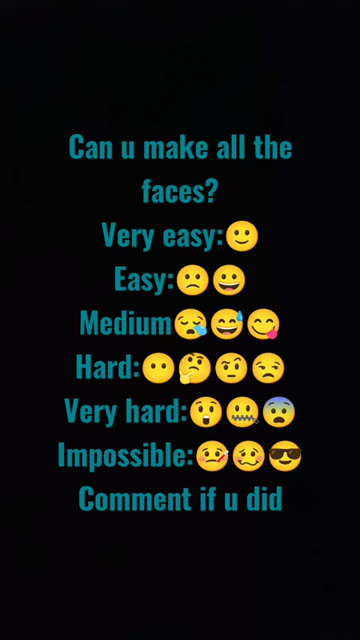 Can u make all the
faces?
Very easy:🙂
Easy:🙁😀
Medium😪😅😋
Hard:😶🤔🤨😒
Very hard:😲🤐😨
Impossible:🤒🥴😎
Comment if u did